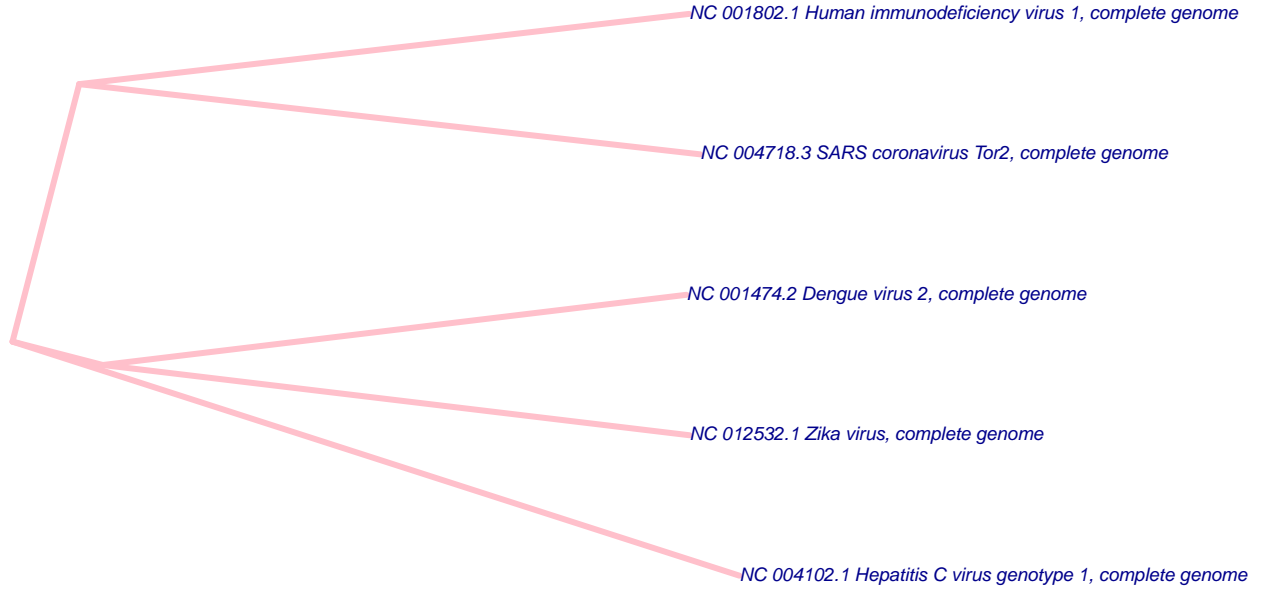 NC 001802.1 Human immunodeficiency virus 1, complete genome
NC 004718.3 SARS coronavirus Tor2, complete genome
NC 001474.2 Dengue virus 2, complete genome
NC 012532.1 Zika virus, complete genome
NC 004102.1 Hepatitis C virus genotype 1, complete genome